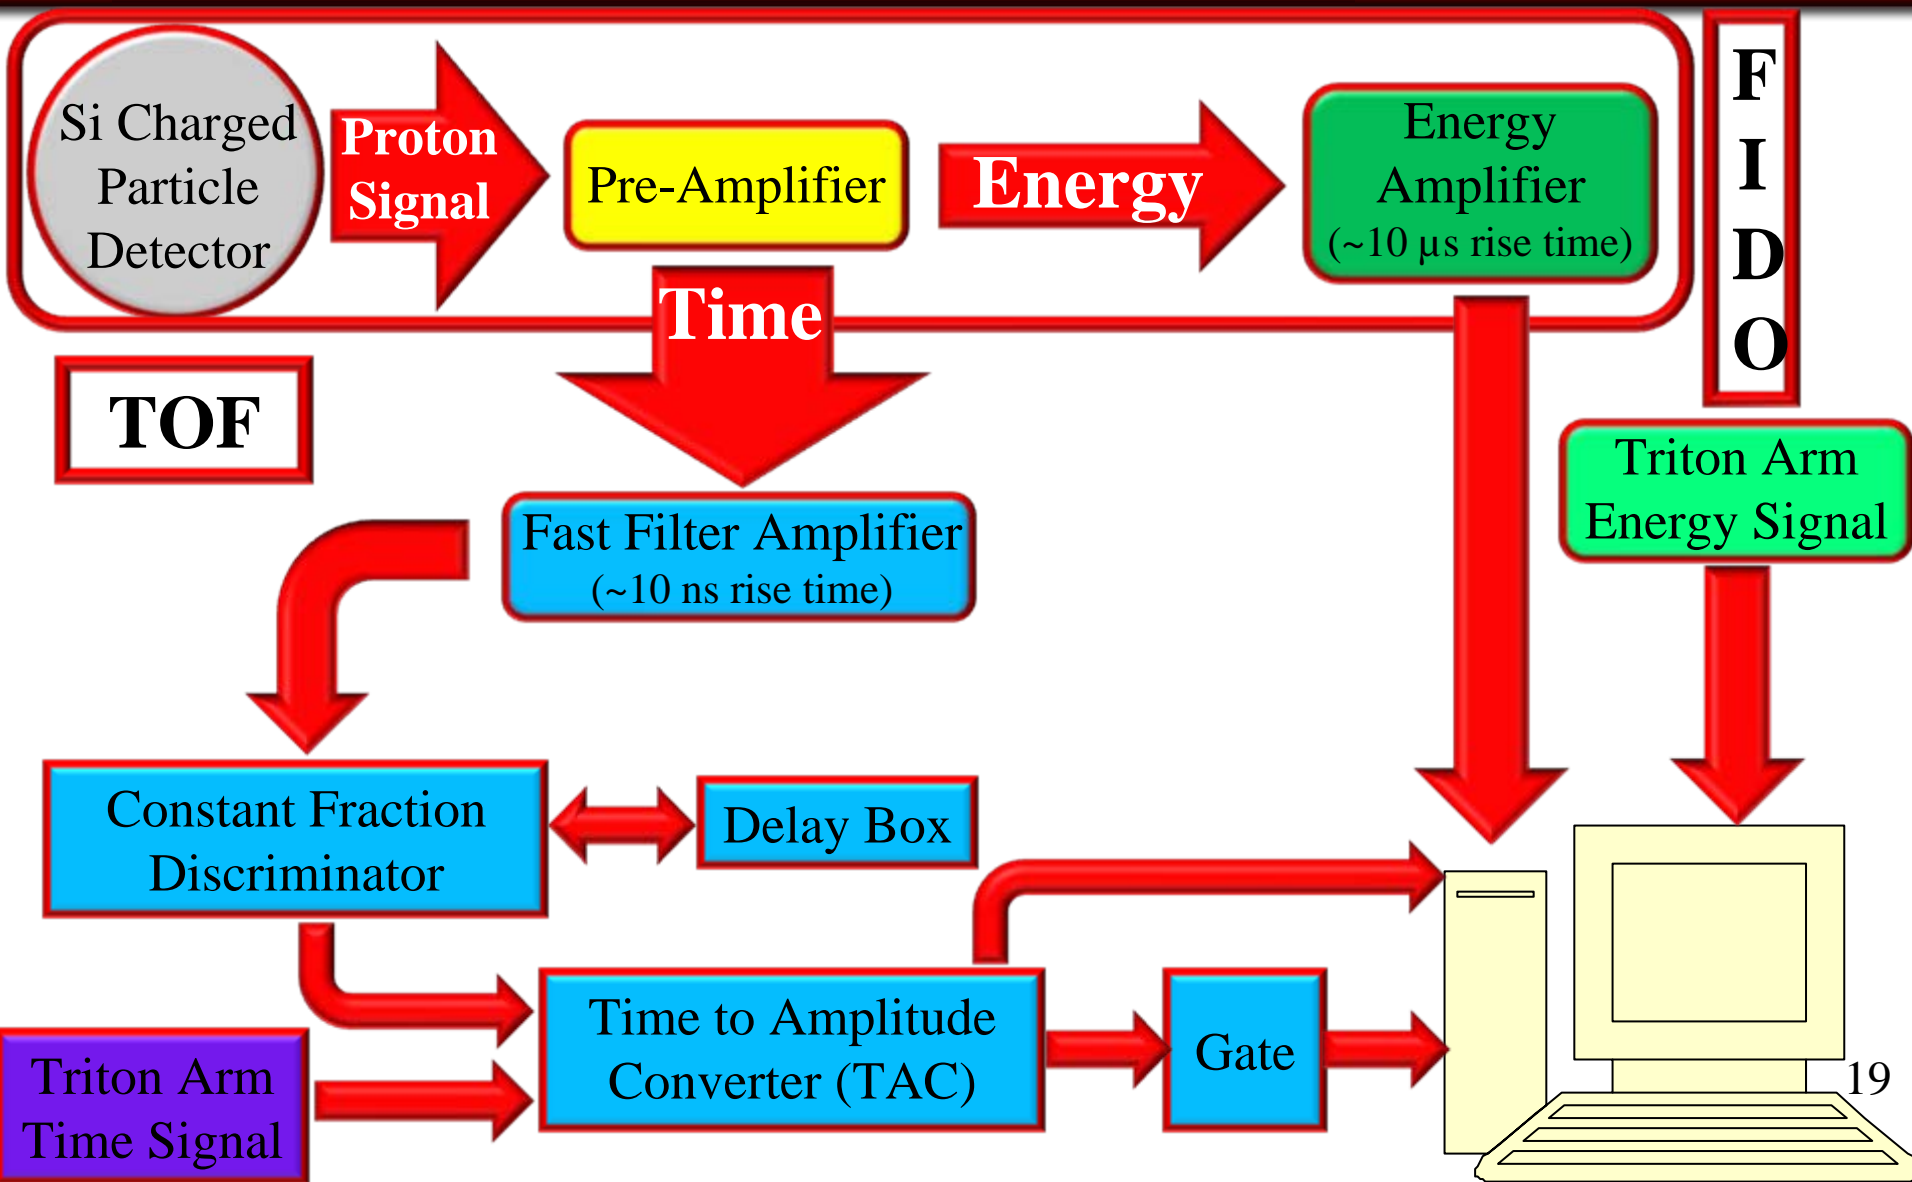 Si Charged
Particle
Detector
Proton
Signal
Pre-Amplifier
Energy
Energy
Amplifier
(~10 µs rise time)
F
I
D
O
Time
TOF
Triton Arm
Energy Signal
Fast Filter Amplifier
(~10 ns rise time)
Constant Fraction
Discriminator
Delay Box
Time to Amplitude
Converter (TAC)
Gate
Triton Arm
Time Signal
19